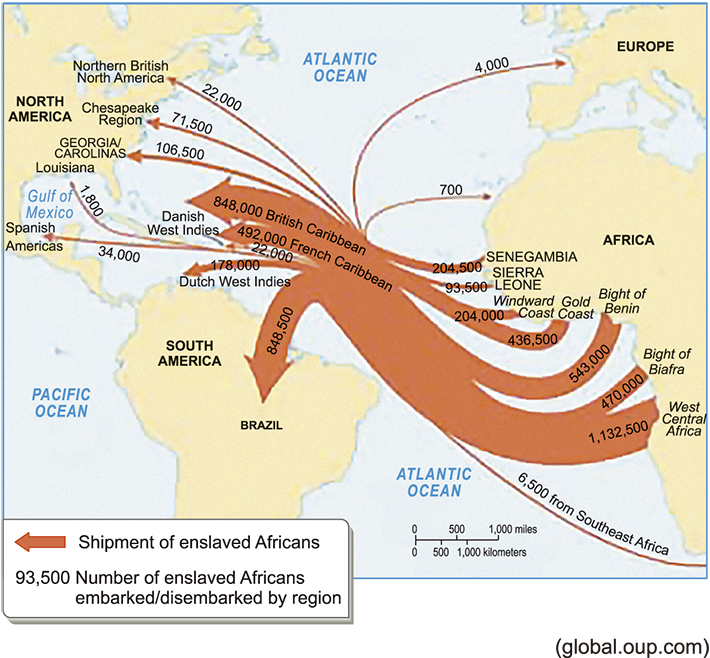 ATLANTIC
OCEAN
EUROPE
4,000
Northern British
North America
22,000
NORTH
AMERICA
Chesapeake
Region
71,500
GEORGIA/
CAROLINAS
106,500
Louisiana
1,800
700
Gulf of
Mexico
848,000 British Caribbean
Danish
West Indies
492,000 French Caribbean
22,000
Spanish
Americas
34,000
178,000
Dutch West Indies
AFRICA
SENEGAMBIA
204,500
SIERRA
LEONE
93,500
Windward
Coast
204,000
Gold
Coast
436,500
Bight of
Benin
543,000
Bight of
Biafra
470,000
West
Central
Africa
1,132,500
848,500
SOUTH
AMERICA
BRAZIL
PACIFIC
OCEAN
ATLANTIC
OCEAN
6,500 from Southeast Africa
0 500 1,000 miles
0 500 1,000 kilometers
Shipment of enslaved Africans
93,500 Number of enslaved Africans
embarked/disembarked by region
(global.oup.com)